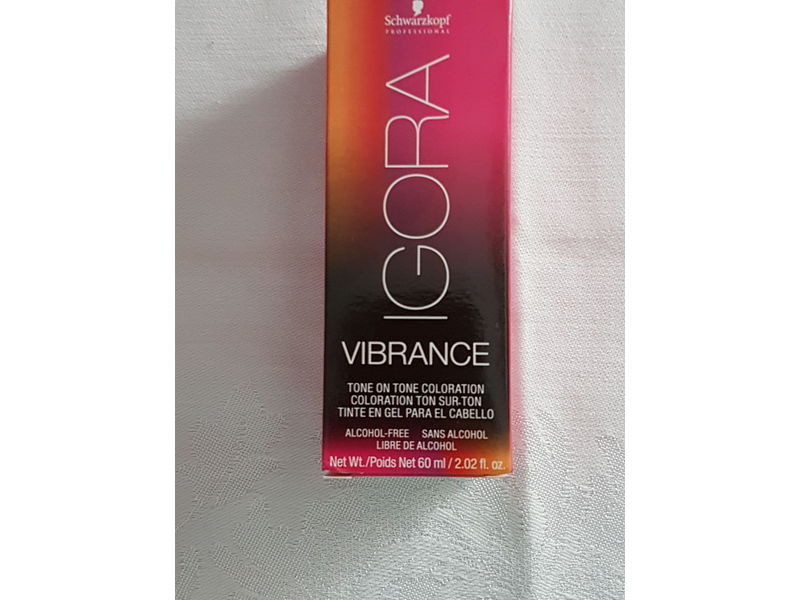 Schwarzkopf
PROFESSIONAL
IGORA
VIBRANCE
TONE ON TONE COLORATION
COLORATION TON SUR-TON
TINTE EN GEL PARA EL CABELLO
ALCOHOL-FREE SANS ALCOHOL
LIBRE DE ALCOHOL
Net Wt./Poids Net 60 ml / 2.02 fl. oz.